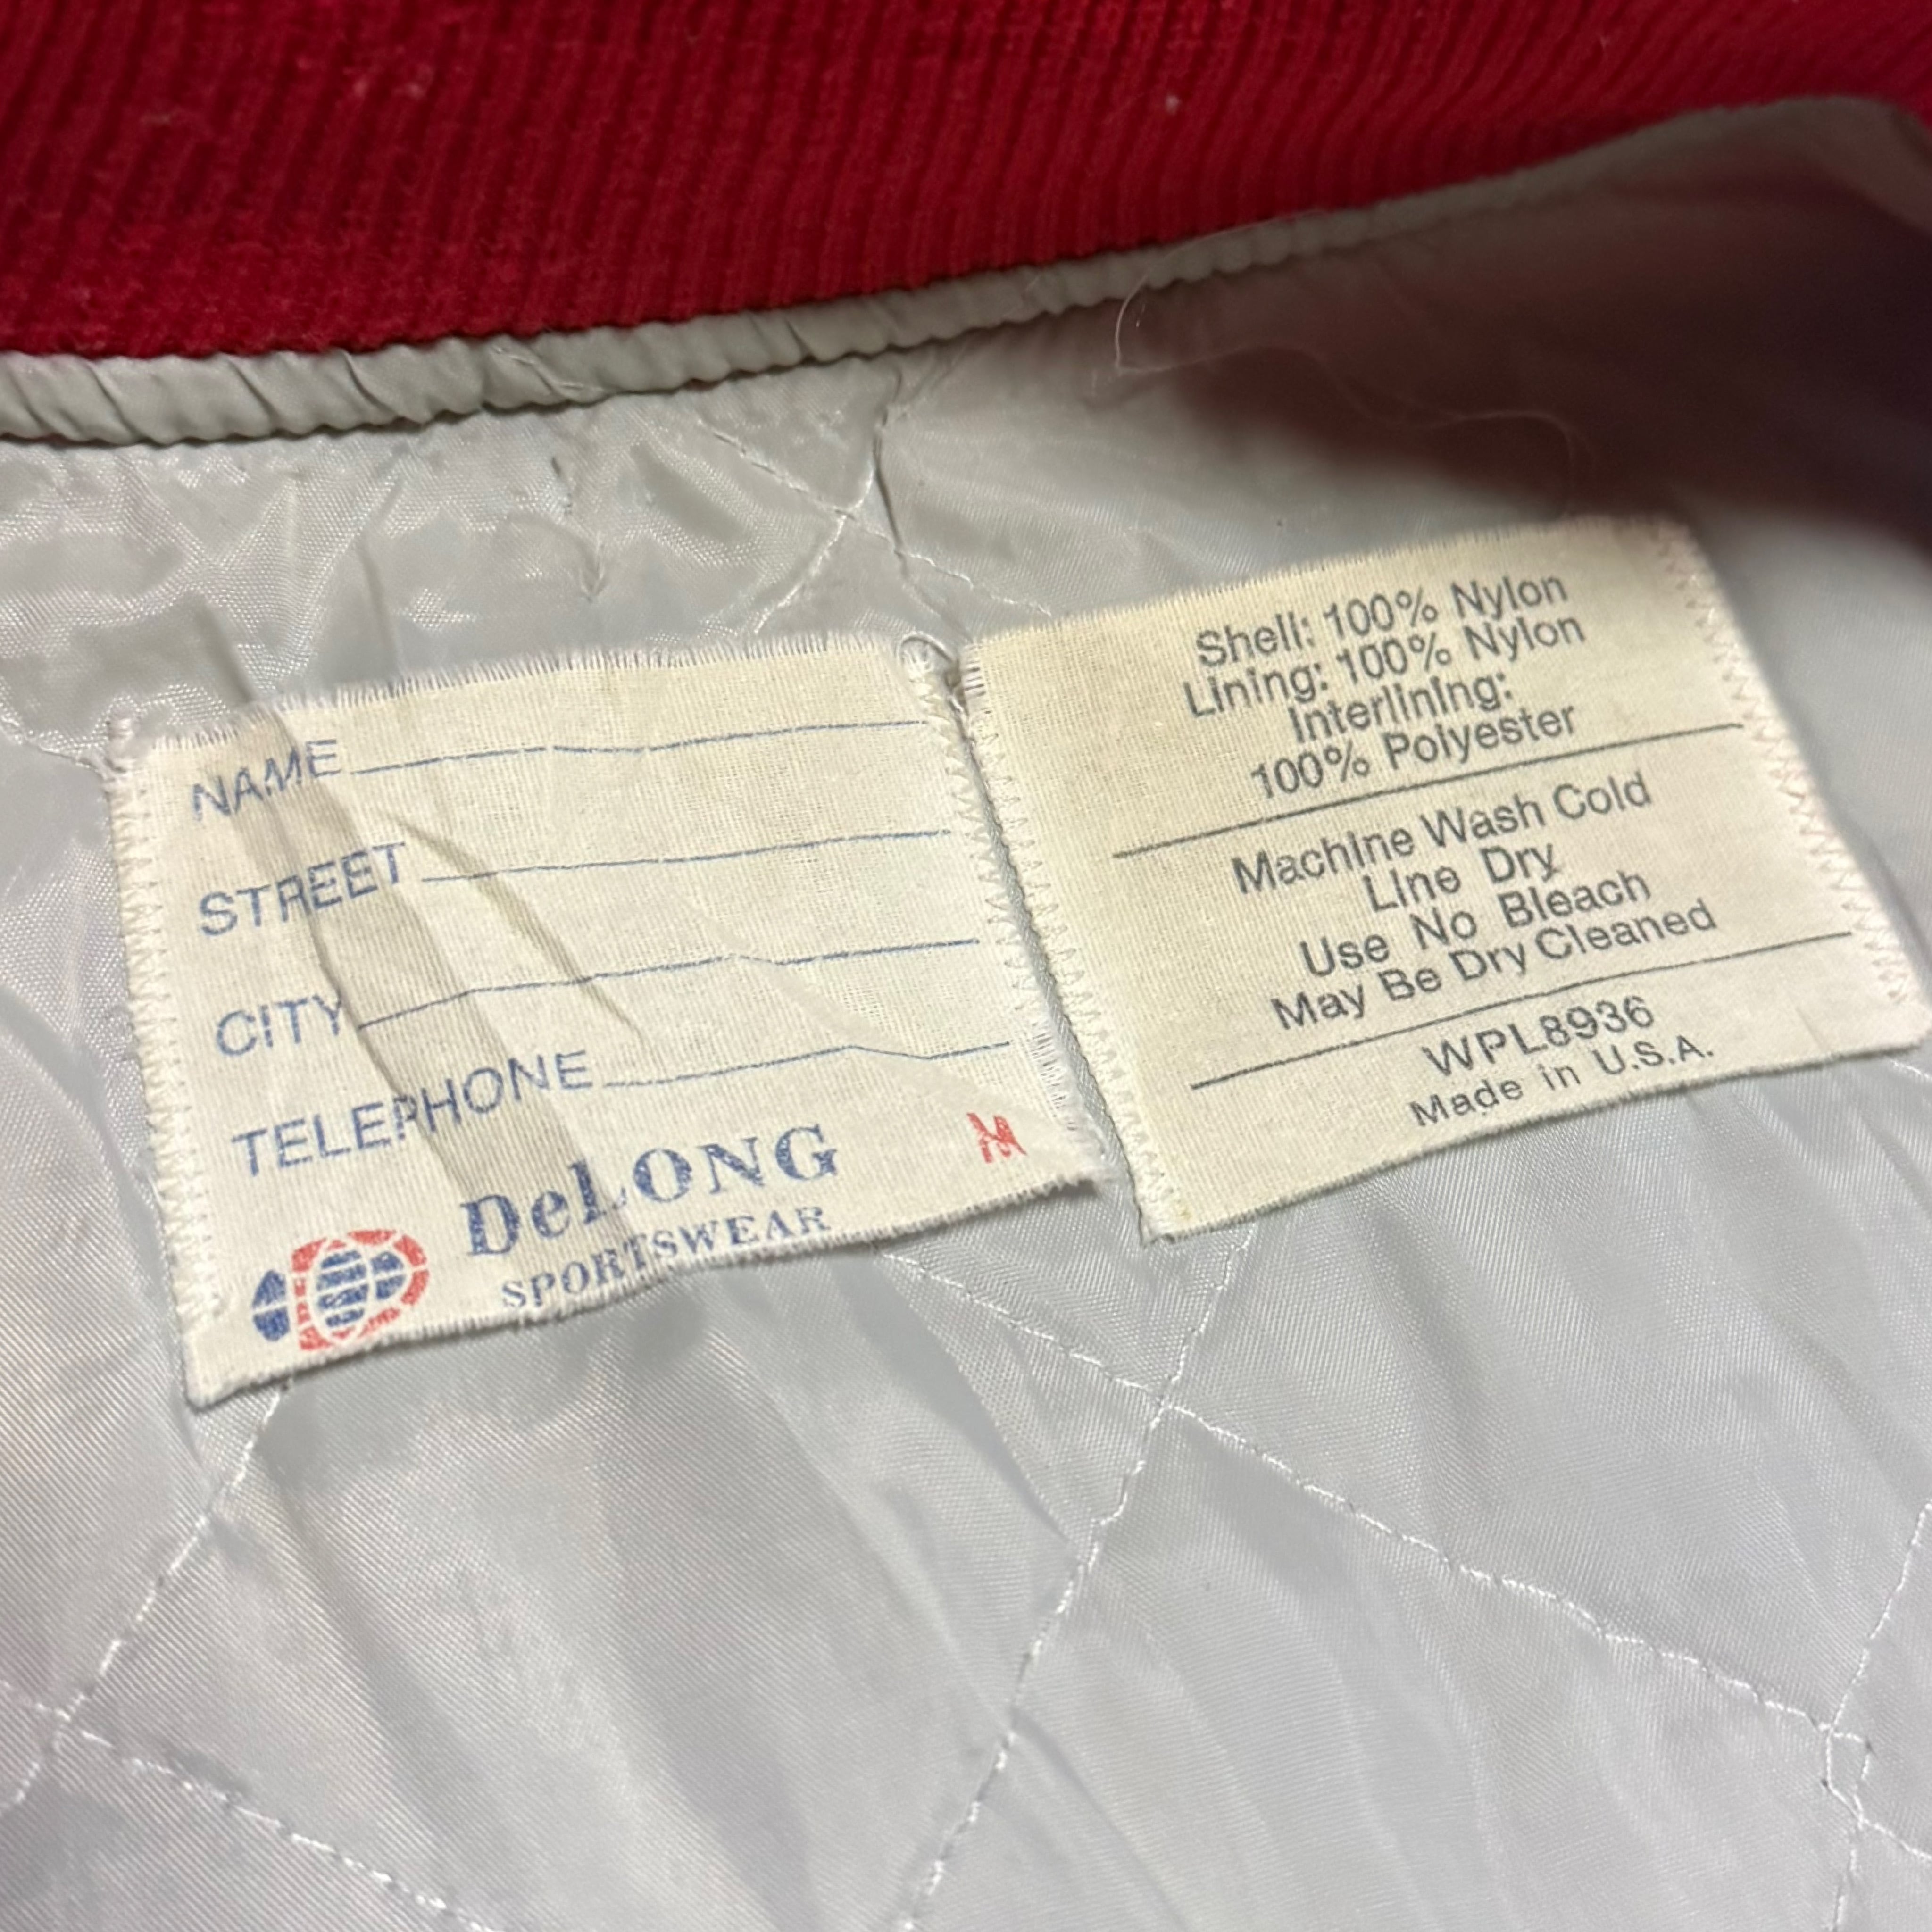 NAME
STREET
CITY
TELEPHONE
DeLONG
SPORTSWEAR
M
Shell: 100% Nylon
Lining: 100% Nylon
Interlining:
100% Polyester
Machine Wash Cold
Line Dry
Use No Bleach
May Be Dry Cleaned
WPL8936
Made in U.S.A.